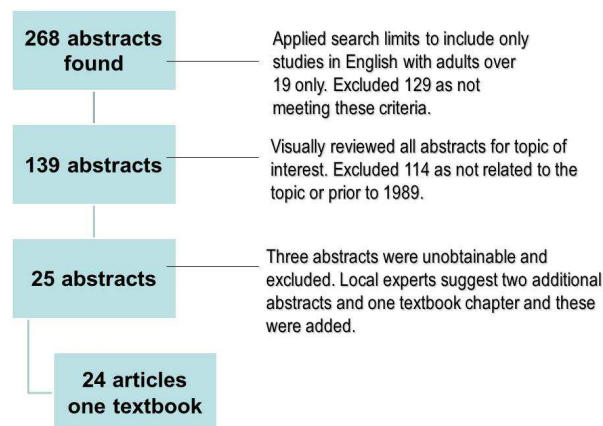 268 abstracts
found
Applied search limits to include only
studies in English with adults over
19 only. Excluded 129 as not
meeting these criteria.
139 abstracts
Visually reviewed all abstracts for topic of
interest. Excluded 114 as not related to the
topic or prior to 1989.
25 abstracts
Three abstracts were unobtainable and
excluded. Local experts suggest two additional
abstracts and one textbook chapter and these
were added.
24 articles
one textbook